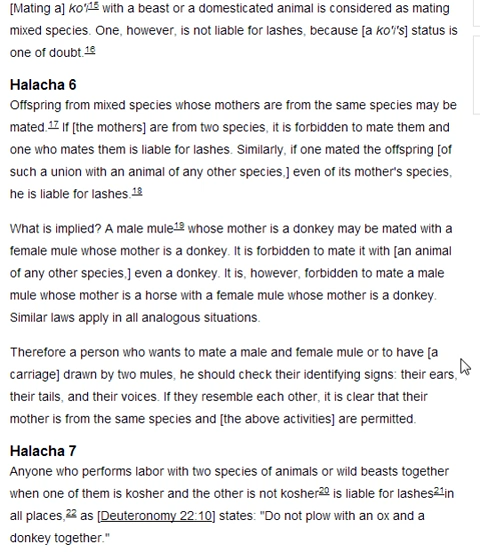 [Mating a] ko'i15 with a beast or a domesticated animal is considered as mating
mixed species. One, however, is not liable for lashes, because [a ko'i's] status is
one of doubt.16
Halacha 6
Offspring from mixed species whose mothers are from the same species may be
mated.17 If [the mothers] are from two species, it is forbidden to mate them and
one who mates them is liable for lashes. Similarly, if one mated the offspring [of
such a union with an animal of any other species,] even of its mother's species,
he is liable for lashes.18
What is implied? A male mule19 whose mother is a donkey may be mated with a
female mule whose mother is a donkey. It is forbidden to mate it with [an animal
of any other species,] even a donkey. It is, however, forbidden to mate a male
mule whose mother is a horse with a female mule whose mother is a donkey.
Similar laws apply in all analogous situations.
Therefore a person who wants to mate a male and female mule or to have [a
carriage] drawn by two mules, he should check their identifying signs: their ears,
their tails, and their voices. If they resemble each other, it is clear that their
mother is from the same species and [the above activities] are permitted.
Halacha 7
Anyone who performs labor with two species of animals or wild beasts together
when one of them is kosher and the other is not kosher20 is liable for lashes21in
all places,22 as [Deuteronomy 22:10] states: "Do not plow with an ox and a
donkey together."